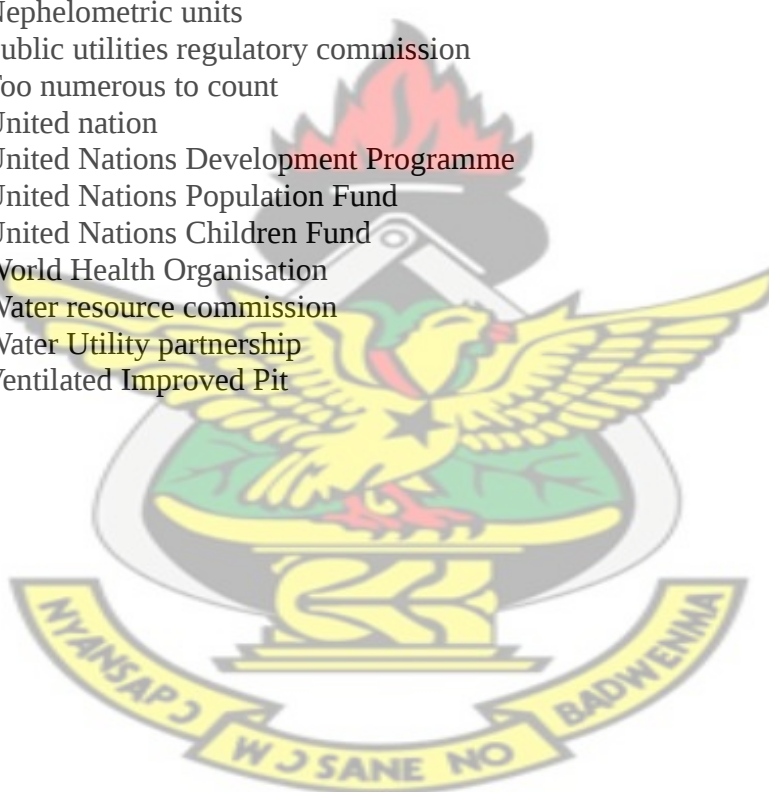 Nephelometric units
Public utilities regulatory commission
Too numerous to count
United nation
United Nations Development Programme
United Nations Population Fund
United Nations Children Fund
World Health Organisation
Water resource commission
Water Utility partnership
Ventilated Improved Pit
NYANSAPƆ
WƆSANE NO
BADWENMA